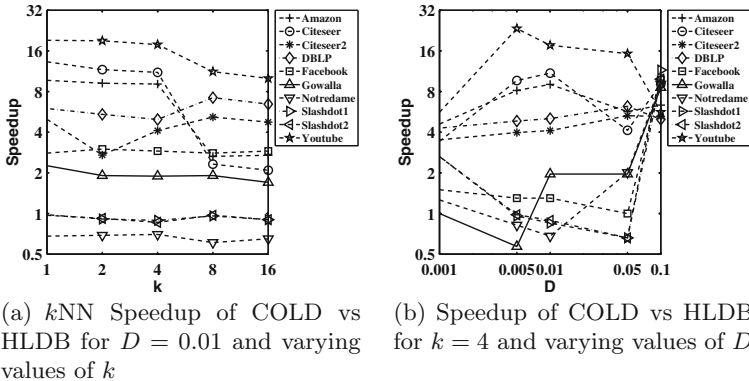 32
16
8
4
2
1
0.5
Speedup
1
2
4
8
16
k
Amazon
Citeseer
Citeseer2
DBLP
Facebook
Gowalla
Notredame
Slashdot1
Slashdot2
Youtube
(a) kNN Speedup of COLD vs
HLDB for D = 0.01 and varying
values of k
32
16
8
4
2
1
0.5
Speedup
0.001
0.005
0.01
0.05
0.1
D
Amazon
Citeseer
Citeseer2
DBLP
Facebook
Gowalla
Notredame
Slashdot1
Slashdot2
Youtube
(b) Speedup of COLD vs HLDB
for k = 4 and varying values of D